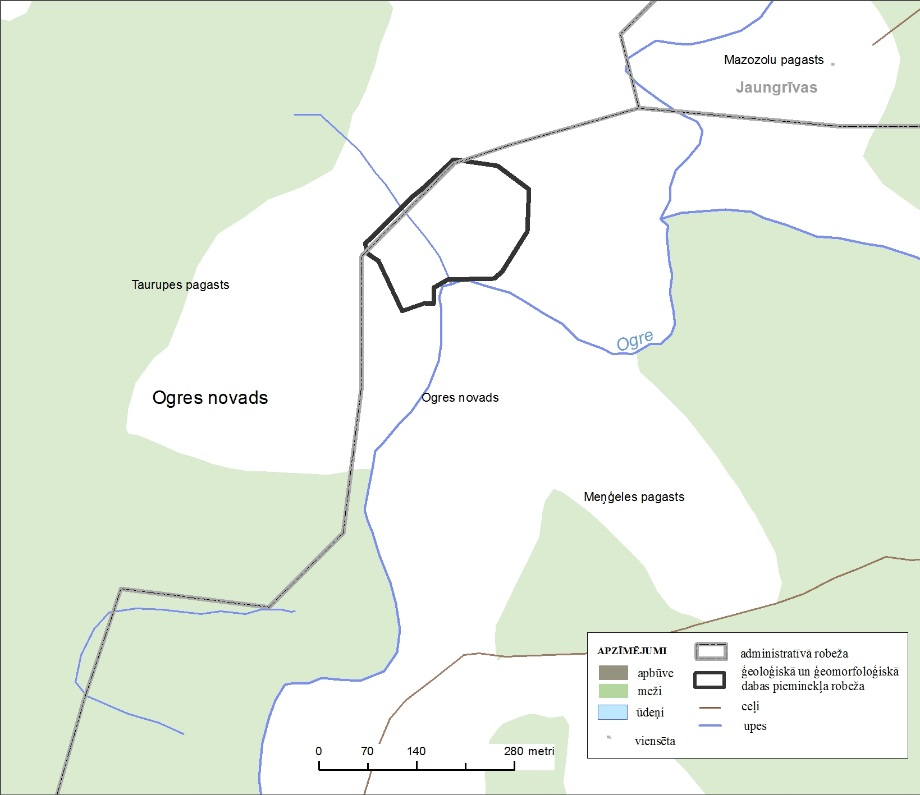 Mazozolu pagasts
Jaungrīvas
Taurupes pagasts
Ogre
Ogres novads
Ogres novads
Meņģeles pagasts
APZĪMĒJUMI
apbūve
meži
ūdeņi
viensēta
administratīvā robeža
ģeoloģiskā un ģeomorfoloģiskā
dabas pieminekļa robeža
ceļi
upes
0 70 140 280 metri